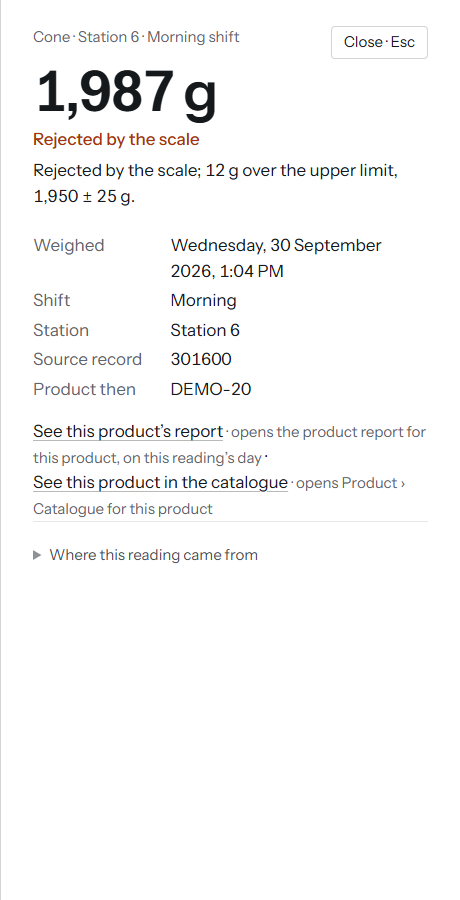 Cone · Station 6 · Morning shift
Close · Esc
1,987 g
Rejected by the scale
Rejected by the scale; 12 g over the upper limit,
1,950 ± 25 g.
Weighed Wednesday, 30 September
2026, 1:04 PM
Shift Morning
Station Station 6
Source record 301600
Product then DEMO-20
See this product’s report · opens the product report for
this product, on this reading’s day ·
See this product in the catalogue · opens Product ›
Catalogue for this product
▶ Where this reading came from